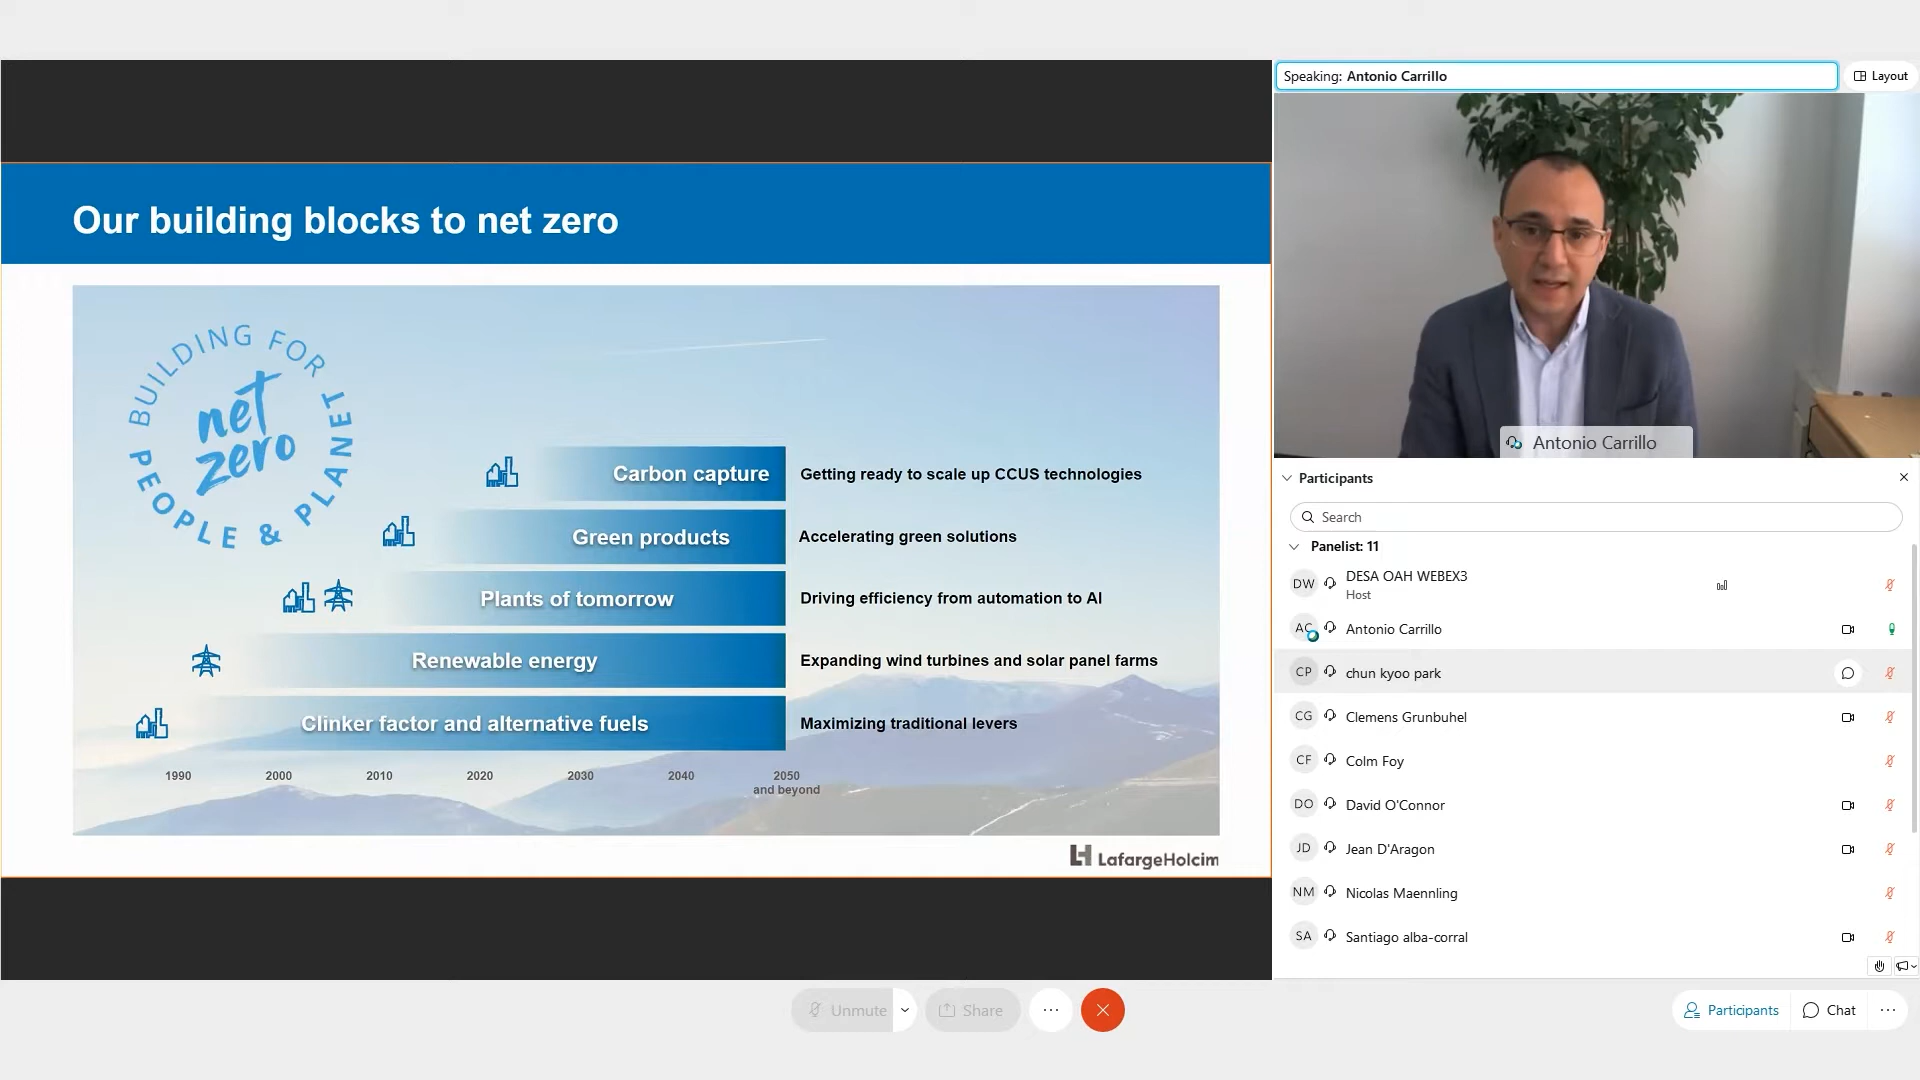 Speaking: Antonio Carrillo
Layout
Our building blocks to net zero
BUILDING FOR PEOPLE & PLANET
net
zero
Carbon capture
Getting ready to scale up CCUS technologies
Green products
Accelerating green solutions
Plants of tomorrow
Driving efficiency from automation to AI
Renewable energy
Expanding wind turbines and solar panel farms
Clinker factor and alternative fuels
Maximizing traditional levers
1990 2000 2010 2020 2030 2040 2050
and beyond
LafargeHolcim
Antonio Carrillo
Participants
Search
Panelist: 11
DW DESA OAH WEBEX3
Host
AC Antonio Carrillo
CP chun kyoo park
CG Clemens Grunbuhel
CF Colm Foy
DO David O'Connor
JD Jean D'Aragon
NM Nicolas Maennling
SA Santiago alba-corral
Unmute
Share
Participants
Chat